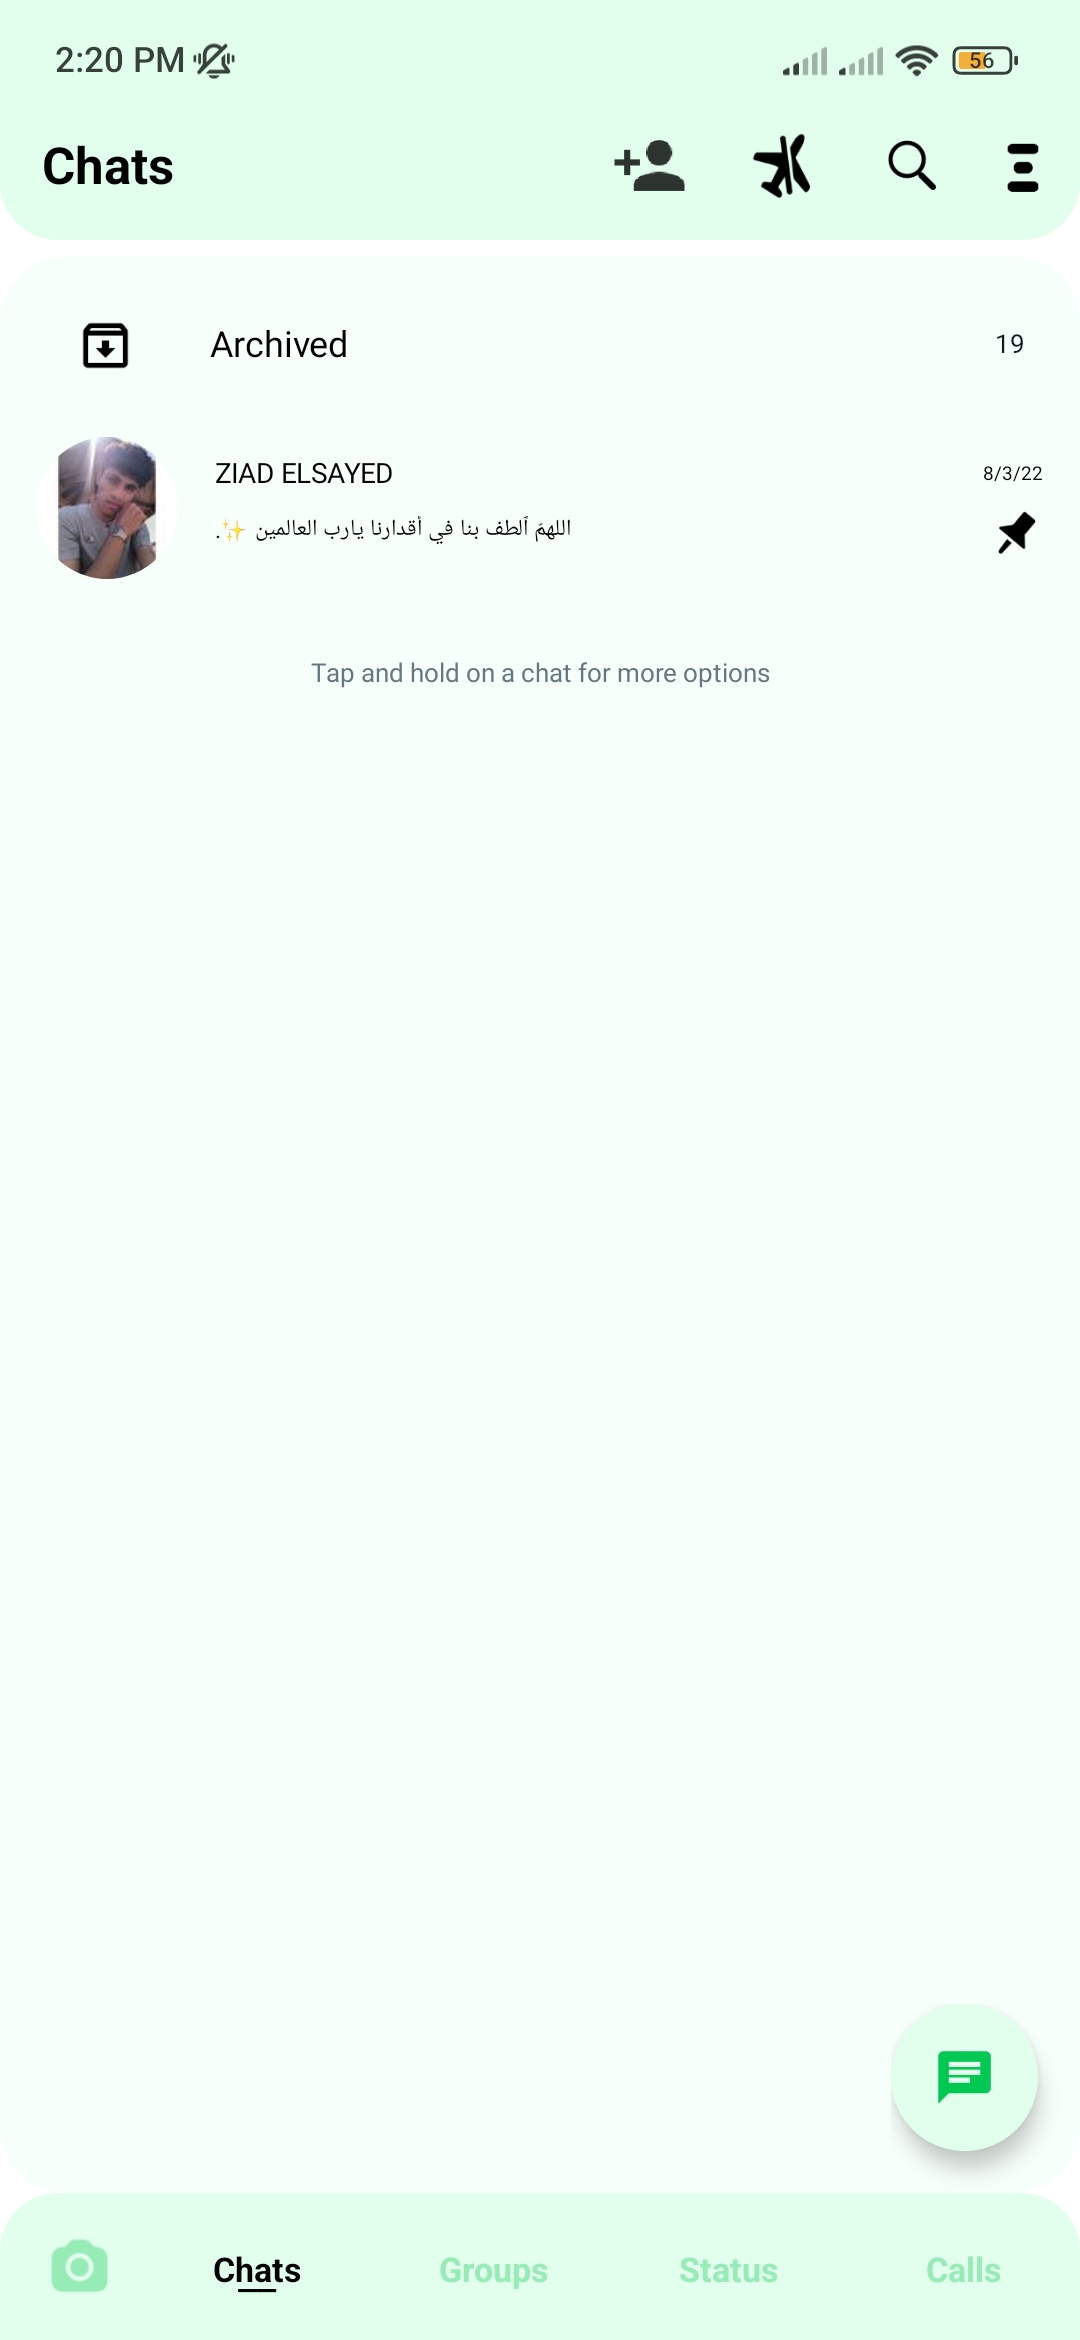 2:20 PM
56
Chats
Archived
19
ZIAD ELSAYED
8/3/22
اللهمَ ٱلطف بنا في أقدارنا يارب العالمين ✨.
Tap and hold on a chat for more options
Chats
Groups
Status
Calls